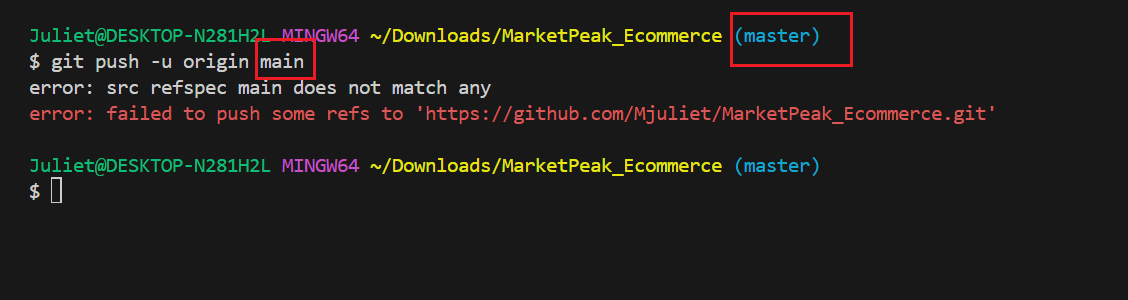 Juliet@DESKTOP-N281H2L MINGW64 ~/Downloads/MarketPeak_Ecommerce (master)
$ git push -u origin main
error: src refspec main does not match any
error: failed to push some refs to 'https://github.com/Mjuliet/MarketPeak_Ecommerce.git'
Juliet@DESKTOP-N281H2L MINGW64 ~/Downloads/MarketPeak_Ecommerce (master)
$